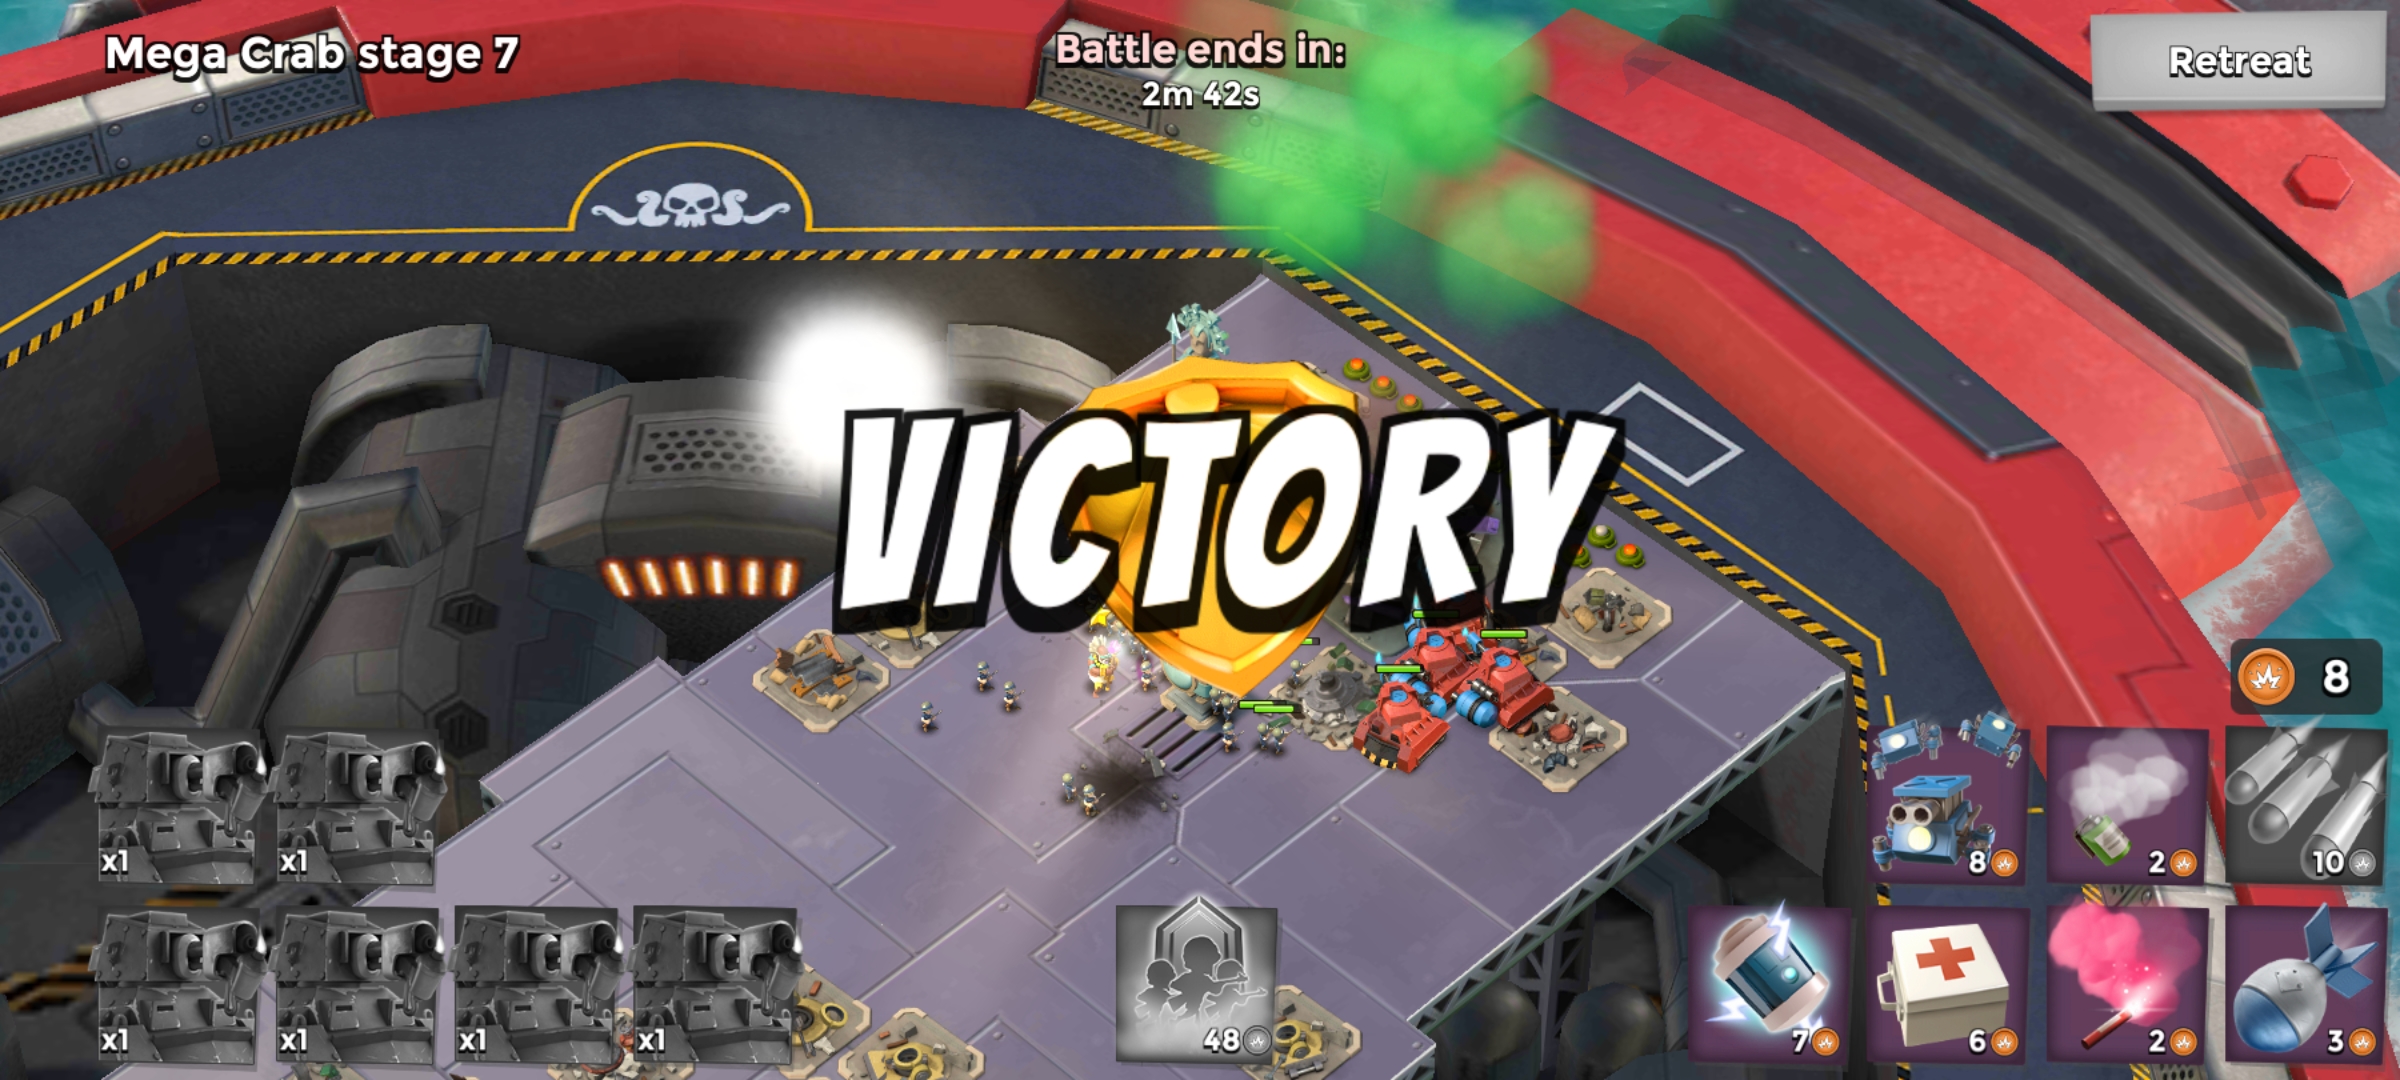 Mega Crab stage 7
Battle ends in:
2m 42s
Retreat
VICTORY
8
x1
x1
8
2
10
x1
x1
x1
x1
48
7
6
2
3